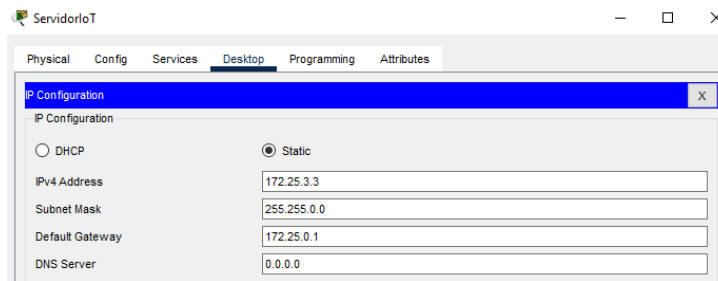 ServidorIoT
Physical Config Services Desktop Programming Attributes
IP Configuration X
IP Configuration
DHCP Static
IPv4 Address 172.25.3.3
Subnet Mask 255.255.0.0
Default Gateway 172.25.0.1
DNS Server 0.0.0.0